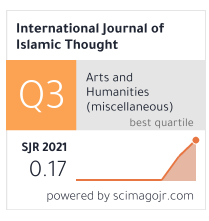 International Journal of
Islamic Thought
Q3
Arts and
Humanities
(miscellaneous)
best quartile
SJR 2021
0.17
powered by scimagojr.com